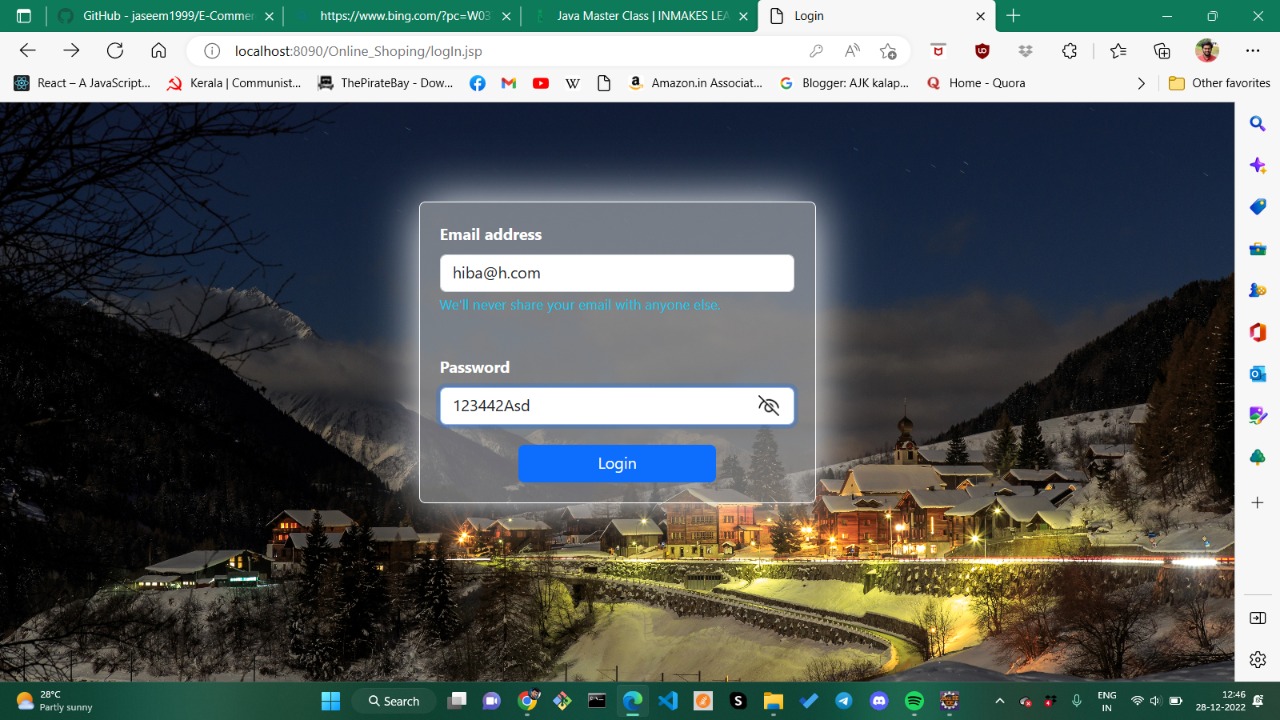 GitHub - jaseem1999/E-Commer
https://www.bing.com/?pc=W03
Java Master Class | INMAKES LEA
Login
localhost:8090/Online_Shoping/logIn.jsp
React – A JavaScript...
Kerala | Communist...
ThePirateBay - Dow...
Amazon.in Associat...
Blogger: AJK kalap...
Home - Quora
Other favorites
Email address
hiba@h.com
We'll never share your email with anyone else.
Password
123442Asd
Login
28°C
Partly sunny
Search
ENG
IN
12:46
28-12-2022